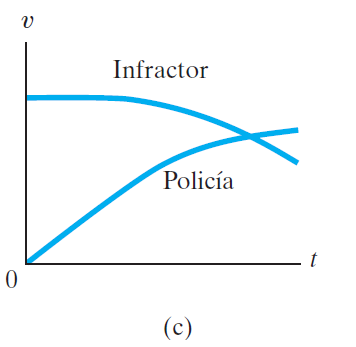 v
Infractor
Policía
t
0
(c)